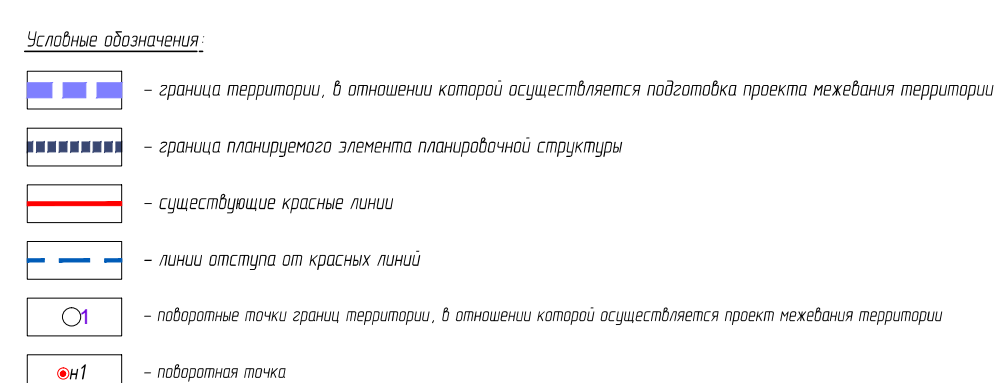 Условные обозначения:
– граница территории, в отношении которой осуществляется подготовка проекта межевания территории
– граница планируемого элемента планировочной структуры
– существующие красные линии
– линии отступа от красных линий
1 – поворотные точки границ территории, в отношении которой осуществляется проект межевания территории
н1 – поворотная точка